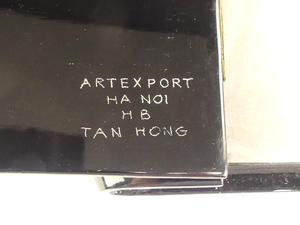 ARTEXPORT
HA NOI
H B
TAN HONG